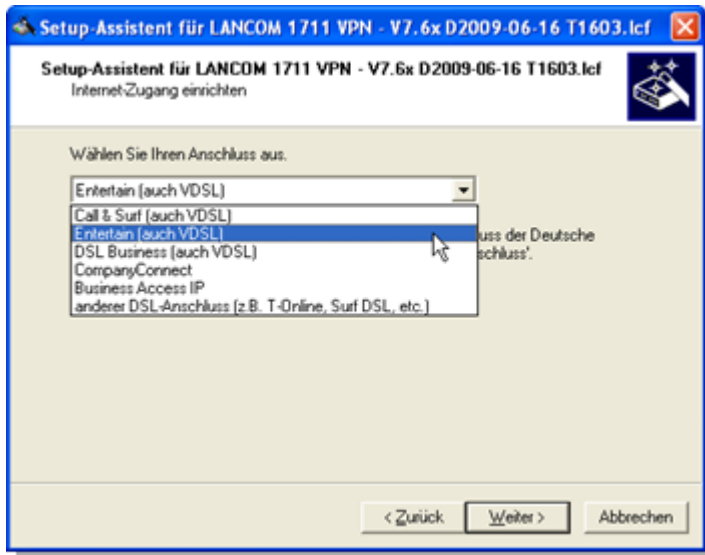 Setup-Assistent für LANCOM 1711 VPN - V7.6x D2009-06-16 T1603.lcf
Setup-Assistent für LANCOM 1711 VPN - V7.6x D2009-06-16 T1603.lcf
Internet-Zugang einrichten
Wählen Sie Ihren Anschluss aus.
Entertain (auch VDSL)
Call & Surf (auch VDSL)
Entertain (auch VDSL)
uss der Deutsche
DSL Business (auch VDSL)
schluss'.
CompanyConnect
Business Access IP
anderer DSL-Anschluss (z.B. T-Online, Surf DSL, etc.)
< Zurück
Weiter >
Abbrechen